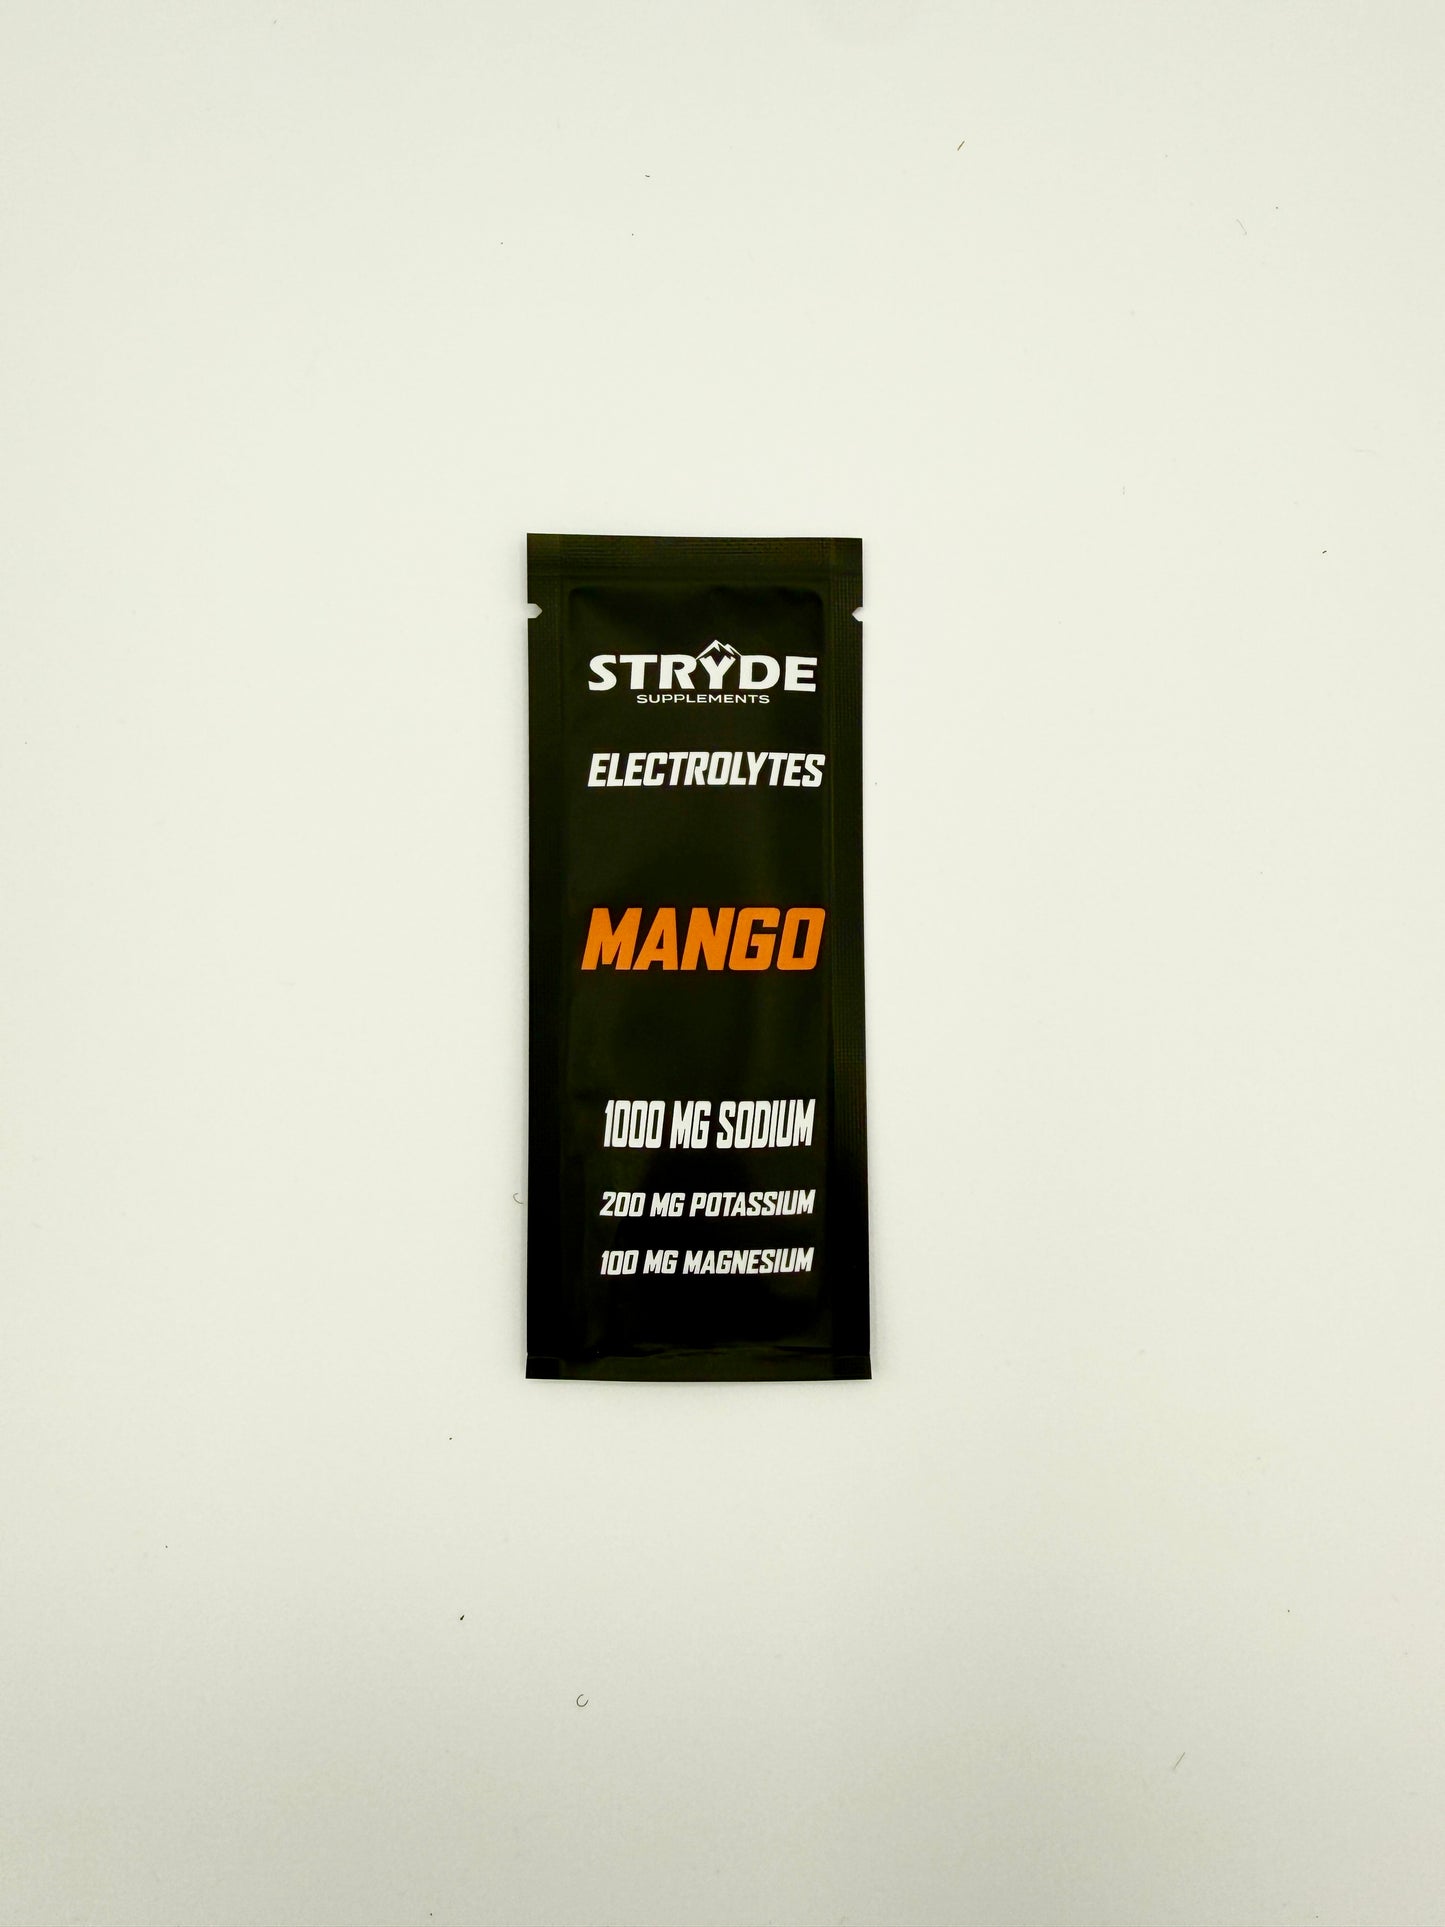 STRYDE
SUPPLEMENTS
ELECTROLYTES
MANGO
1000 MG SODIUM
200 MG POTASSIUM
100 MG MAGNESIUM